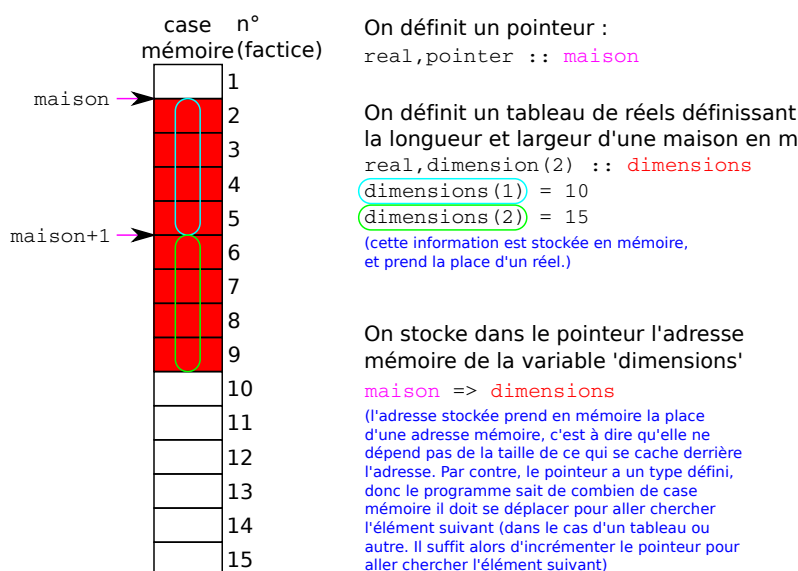 case n°
mémoire (factice)
1
maison
2
3
4
5
maison+1
6
7
8
9
10
11
12
13
14
15
On définit un pointeur :
real,pointer :: maison
On définit un tableau de réels définissant
la longueur et largeur d'une maison en m
real,dimension(2) :: dimensions
dimensions(1) = 10
dimensions(2) = 15
(cette information est stockée en mémoire,
et prend la place d'un réel.)
On stocke dans le pointeur l'adresse
mémoire de la variable 'dimensions'
maison => dimensions
(l'adresse stockée prend en mémoire la place
d'une adresse mémoire, c'est à dire qu'elle ne
dépend pas de la taille de ce qui se cache derrière
l'adresse. Par contre, le pointeur a un type défini,
donc le programme sait de combien de case
mémoire il doit se déplacer pour aller chercher
l'élément suivant (dans le cas d'un tableau ou
autre. Il suffit alors d'incrémenter le pointeur pour
aller chercher l'élément suivant)